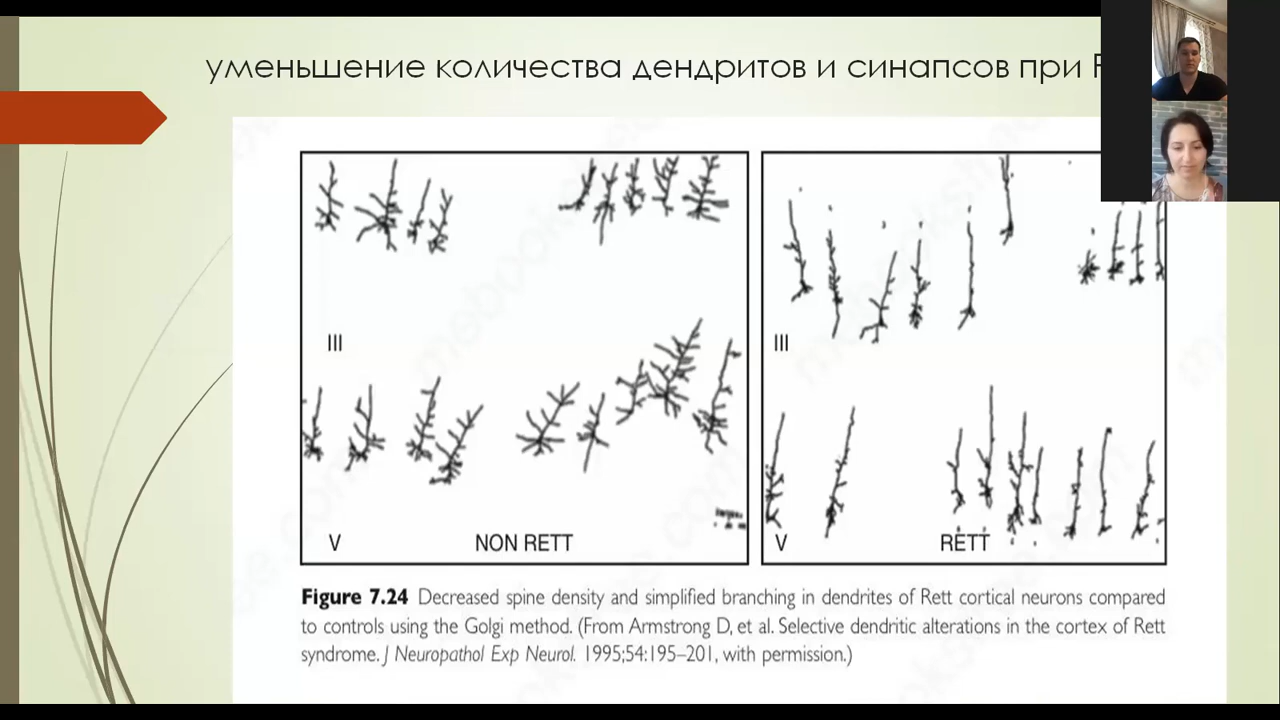 уменьшение количества дендритов и синапсов при
III
III
V
NON RETT
V
RETT
Figure 7.24 Decreased spine density and simplified branching in dendrites of Rett cortical neurons compared
to controls using the Golgi method. (From Armstrong D, et al. Selective dendritic alterations in the cortex of Rett
syndrome. J Neuropathol Exp Neurol. 1995;54:195–201, with permission.)